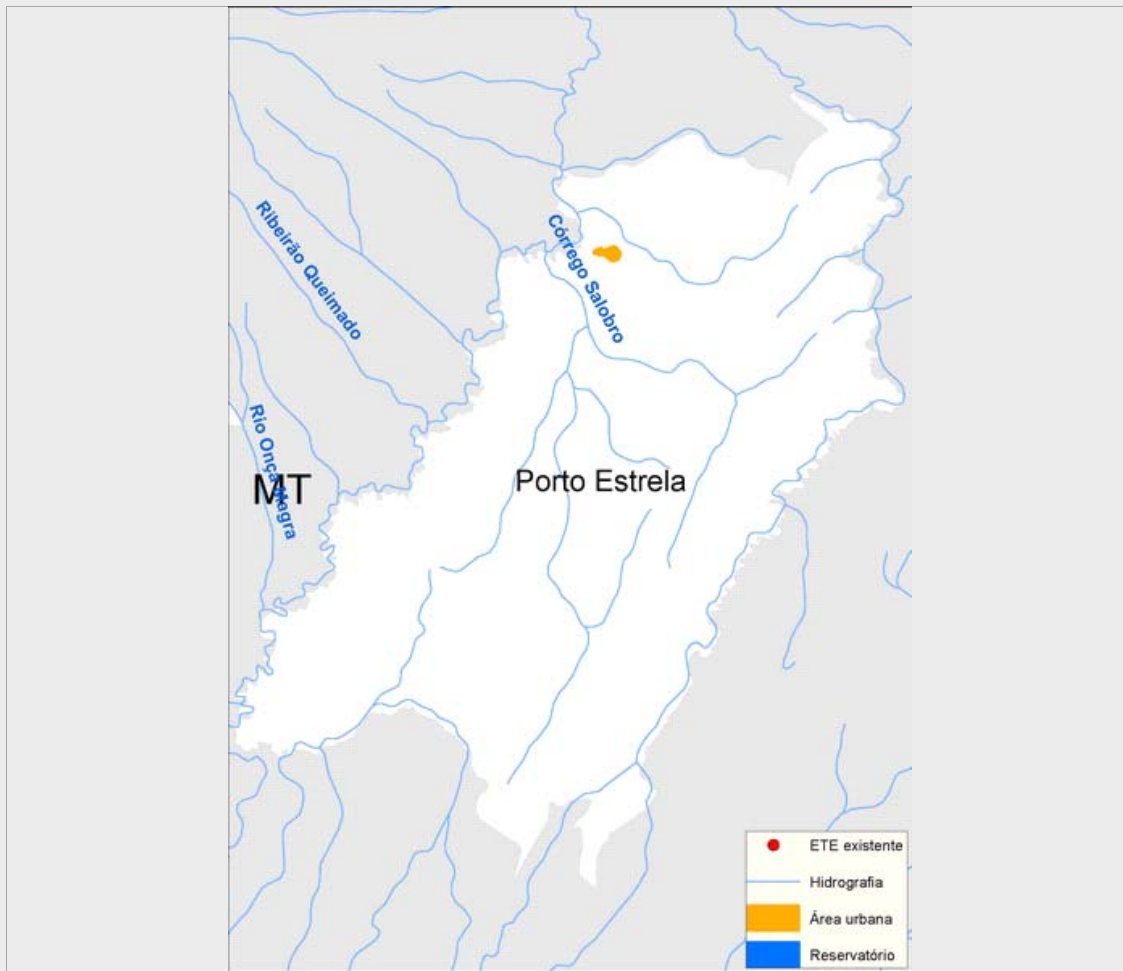 Ribeirão Queimado
Córrego Salobro
Rio Onça Magra
MT
Porto Estrela
ETE existente
Hidrografia
Área urbana
Reservatório